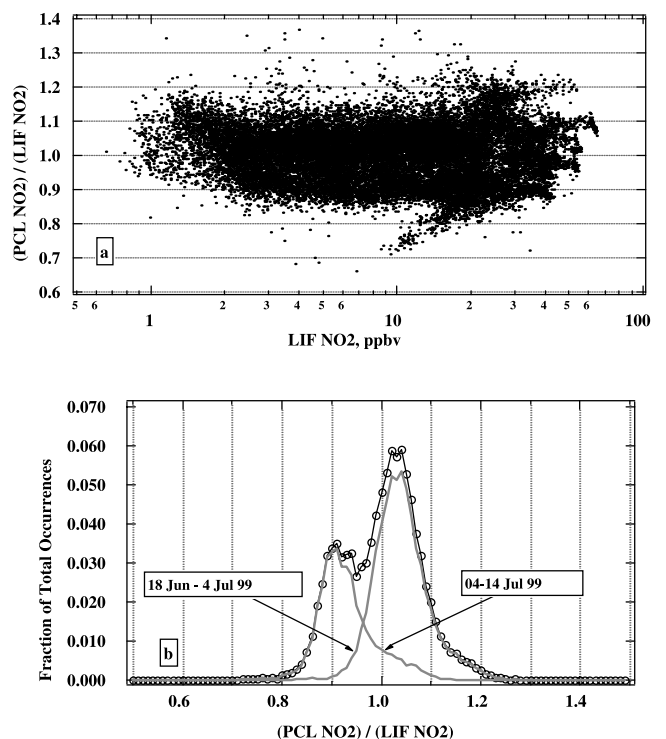 1.4
1.3
1.2
1.1
1.0
0.9
0.8
0.7
0.6
(PCL NO2) / (LIF NO2)
a
5 6 2 3 4 5 6 2 3 4 5 6
1 10 100
LIF NO2, ppbv
0.070
0.060
0.050
0.040
0.030
0.020
0.010
0.000
Fraction of Total Occurrences
18 Jun - 4 Jul 99
04-14 Jul 99
b
0.6 0.8 1.0 1.2 1.4
(PCL NO2) / (LIF NO2)